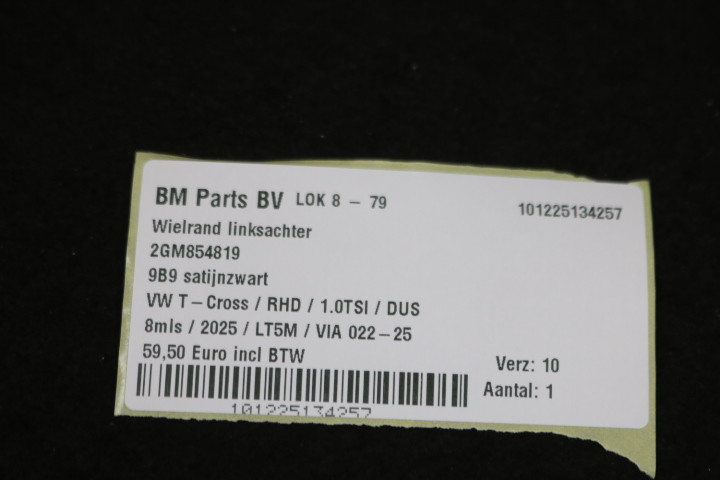 BM Parts BV LOK 8 - 79
101225134257
Wielrand linksachter
2GM854819
9B9 satijnzwart
VW T-Cross / RHD / 1.0TSI / DUS
8mls / 2025 / LT5M / VIA 022-25
59,50 Euro incl BTW
Verz: 10
Aantal: 1
101225134257